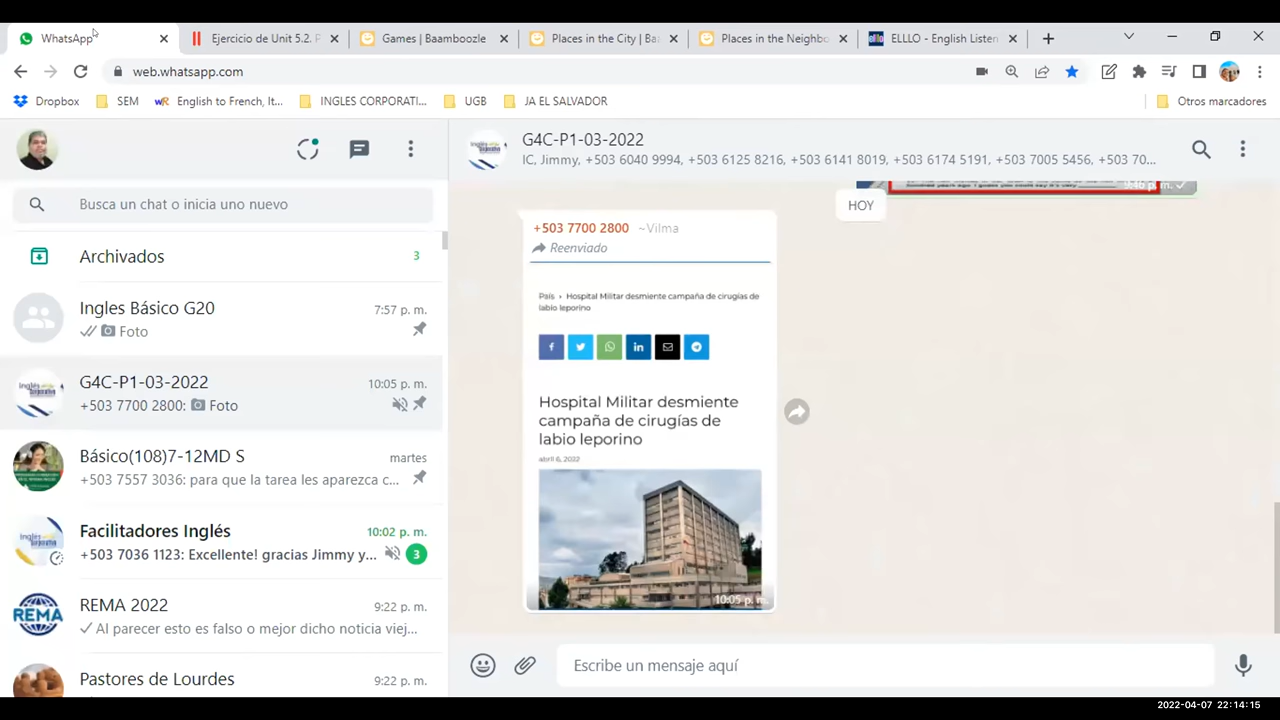 WhatsApp
Ejercicio de Unit 5.2. P
Games | Baamboozle
Places in the City | Ba
Places in the Neighbo
ELLLO - English Listen
web.whatsapp.com
Dropbox
SEM
English to French, It...
INGLES CORPORATI...
UGB
JA EL SALVADOR
Otros marcadores
Busca un chat o inicia uno nuevo
Archivados
3
Ingles Básico G20
7:57 p. m.
Foto
G4C-P1-03-2022
10:05 p. m.
+503 7700 2800: Foto
Básico(108)7-12MD S
martes
+503 7557 3036: para que la tarea les aparezca c...
Facilitadores Inglés
10:02 p. m.
+503 7036 1123: Excellente! gracias Jimmy y...
3
REMA 2022
9:22 p. m.
Al parecer esto es falso o mejor dicho noticia viej...
Pastores de Lourdes
9:22 p. m.
G4C-P1-03-2022
IC, Jimmy, +503 6040 9994, +503 6125 8216, +503 6141 8019, +503 6174 5191, +503 7005 5456, +503 70...
9:46 p. m.
HOY
+503 7700 2800 ~Vilma
Reenviado
País › Hospital Militar desmiente campaña de cirugías de
labio leporino
Hospital Militar desmiente
campaña de cirugías de
labio leporino
abril 6, 2022
10:05 p. m.
Escribe un mensaje aquí
2022-04-07 22:14:15